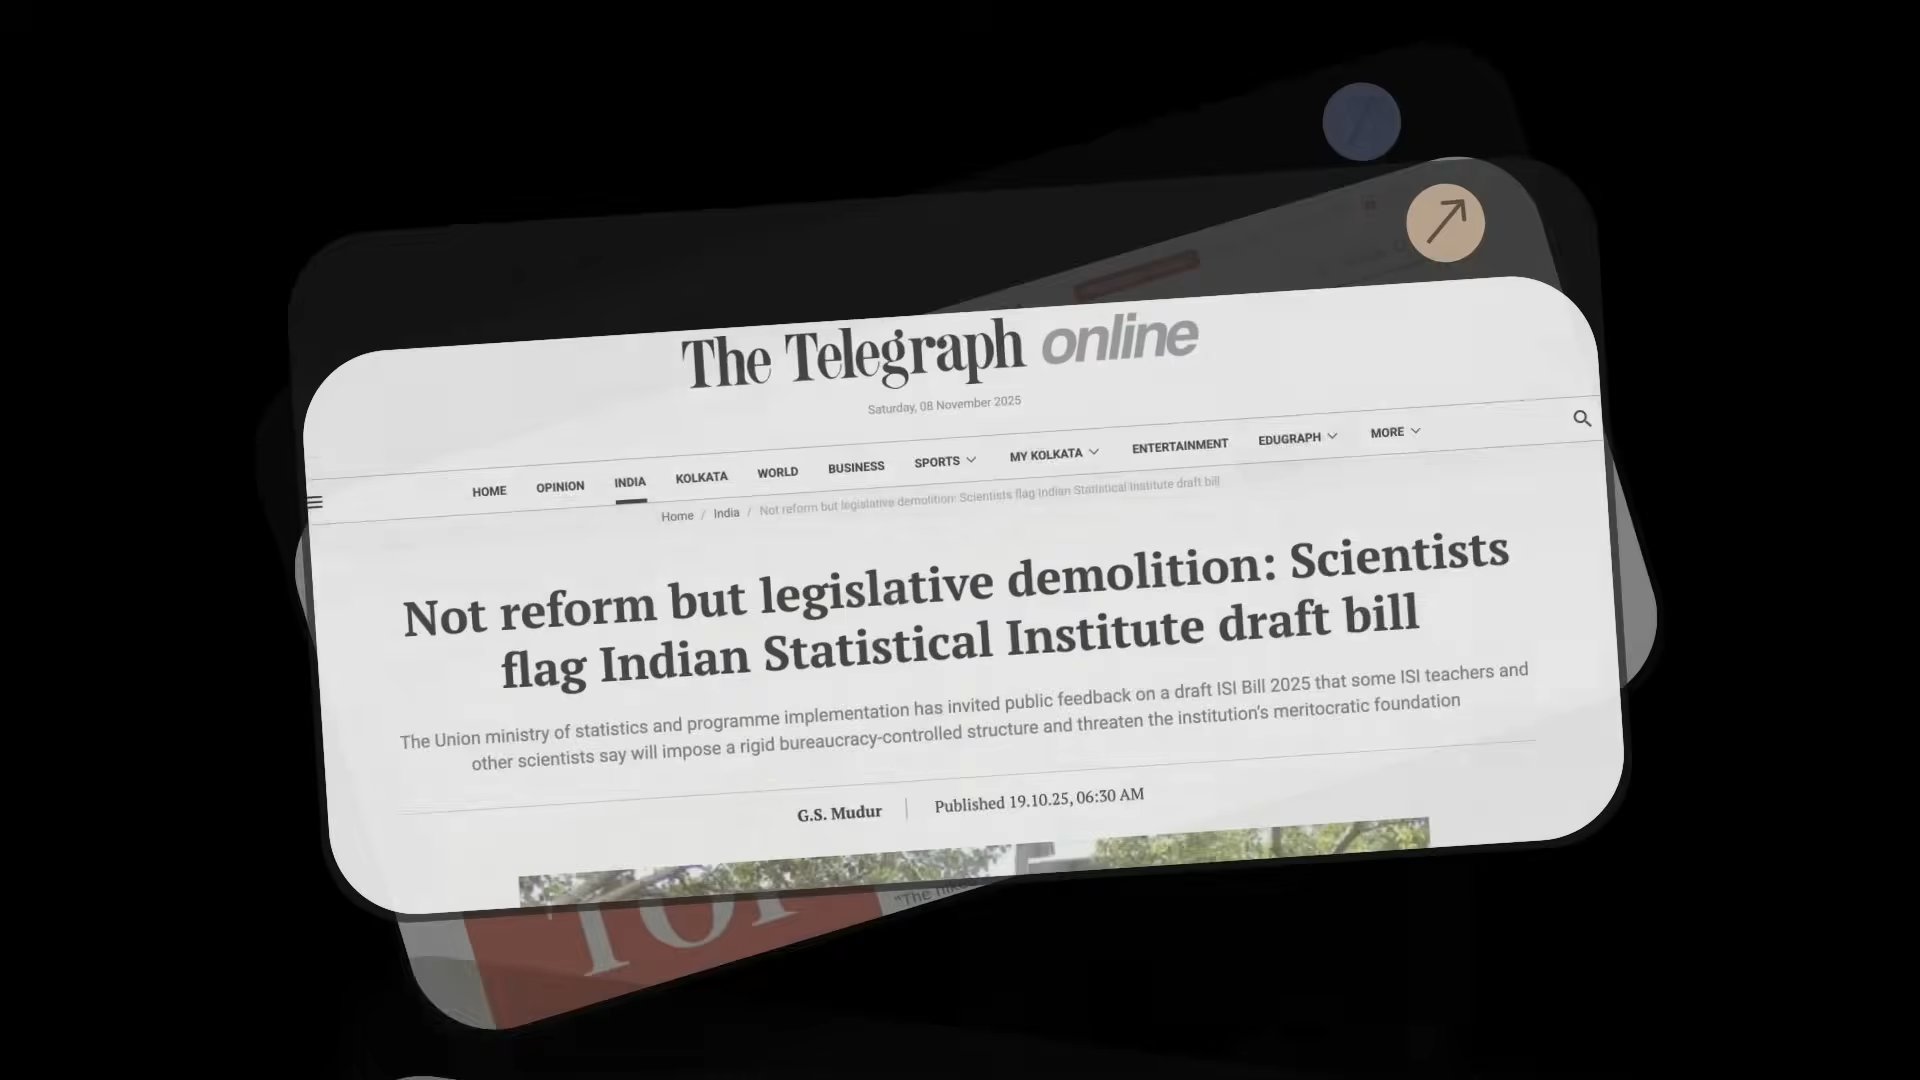 The Telegraph online
Saturday, 08 November 2025
HOME OPINION INDIA KOLKATA WORLD BUSINESS SPORTS MY KOLKATA ENTERTAINMENT EDUGRAPH MORE
Home / India / Not reform but legislative demolition: Scientists flag Indian Statistical Institute draft bill
Not reform but legislative demolition: Scientists
flag Indian Statistical Institute draft bill
The Union ministry of statistics and programme implementation has invited public feedback on a draft ISI Bill 2025 that some ISI teachers and
other scientists say will impose a rigid bureaucracy-controlled structure and threaten the institution's meritocratic foundation
G.S. Mudur | Published 19.10.25, 06:30 AM
"The